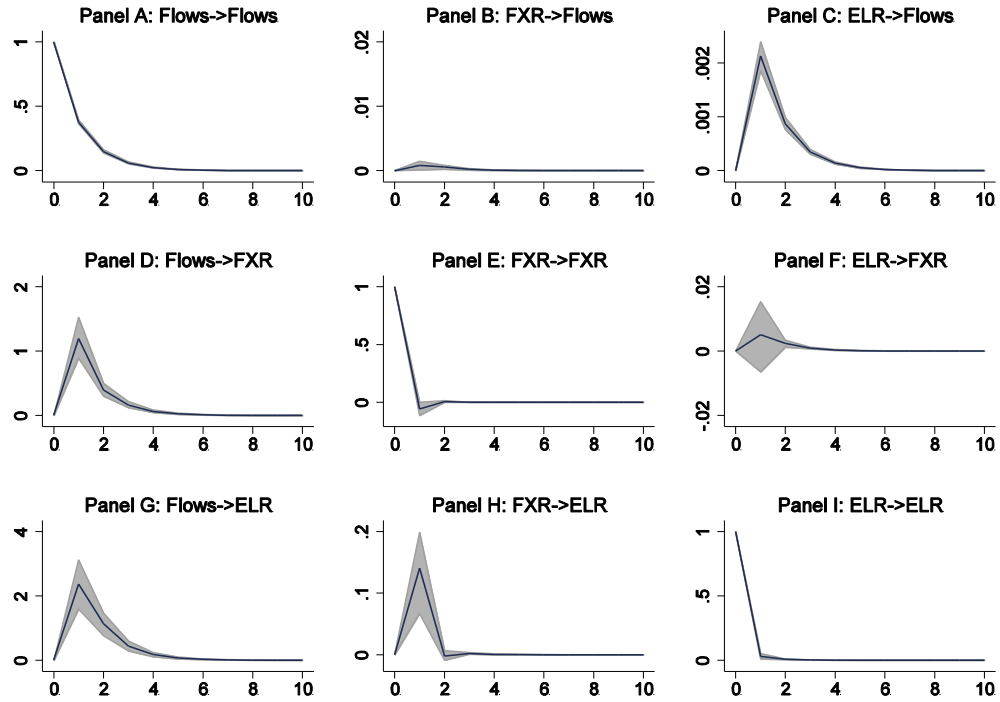 Panel A: Flows->Flows
1
.5
0
0 2 4 6 8 10
Panel B: FXR->Flows
.02
.01
0
0 2 4 6 8 10
Panel C: ELR->Flows
.002
.001
0
0 2 4 6 8 10
Panel D: Flows->FXR
2
1
0
0 2 4 6 8 10
Panel E: FXR->FXR
1
.5
0
0 2 4 6 8 10
Panel F: ELR->FXR
.02
0
-.02
0 2 4 6 8 10
Panel G: Flows->ELR
4
2
0
0 2 4 6 8 10
Panel H: FXR->ELR
.2
.1
0
0 2 4 6 8 10
Panel I: ELR->ELR
1
.5
0
0 2 4 6 8 10